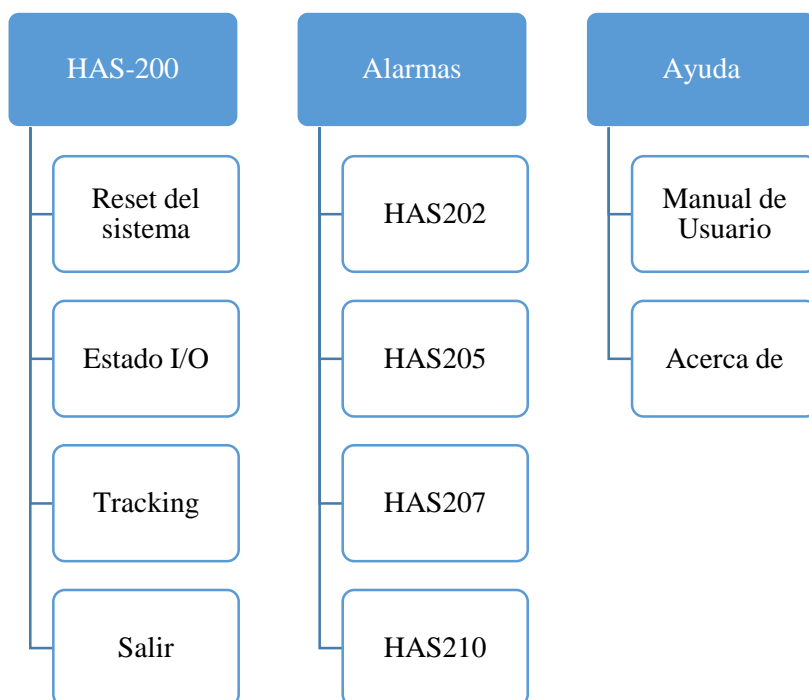 HAS-200
Reset del
sistema
Estado I/O
Tracking
Salir
Alarmas
HAS202
HAS205
HAS207
HAS210
Ayuda
Manual de
Usuario
Acerca de